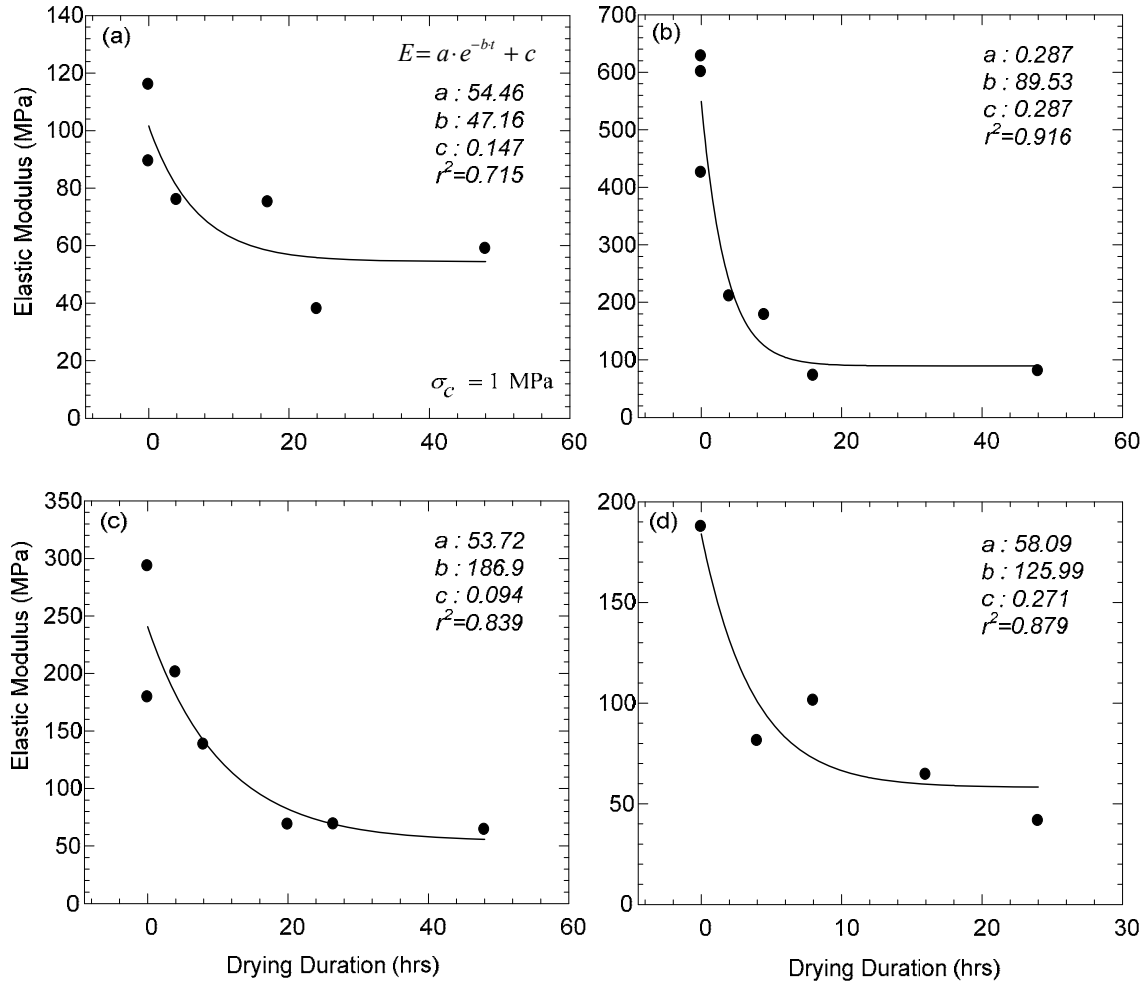 (a)
E = a·e^{-b·t} + c
a : 54.46
b : 47.16
c : 0.147
r²=0.715
σ_c = 1 MPa
Elastic Modulus (MPa)
140
120
100
80
60
40
20
0
0 20 40 60
(b)
a : 0.287
b : 89.53
c : 0.287
r²=0.916
700
600
500
400
300
200
100
0
0 20 40 60
(c)
a : 53.72
b : 186.9
c : 0.094
r²=0.839
Elastic Modulus (MPa)
350
300
250
200
150
100
50
0
0 20 40 60
Drying Duration (hrs)
(d)
a : 58.09
b : 125.99
c : 0.271
r²=0.879
200
150
100
50
0
0 10 20 30
Drying Duration (hrs)